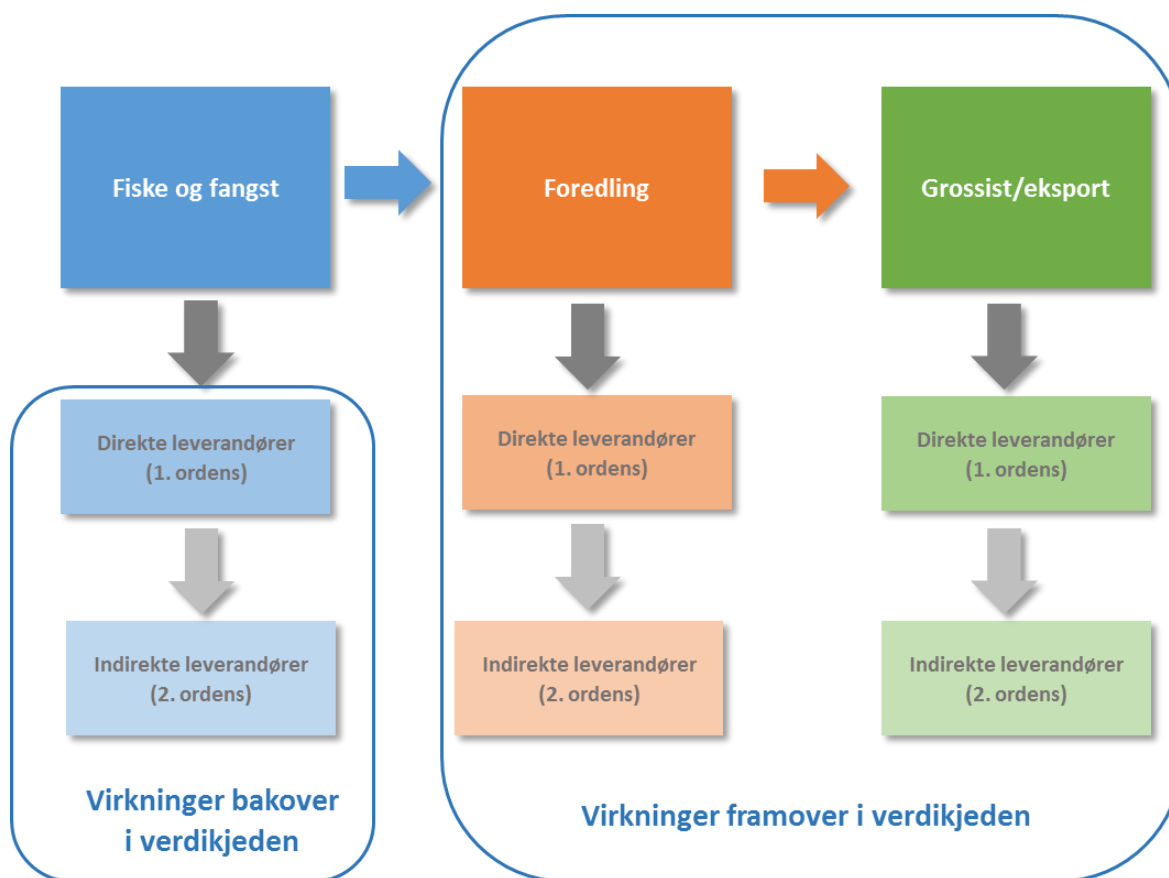 Fiske og fangst
Foredling
Grossist/eksport
Direkte leverandører
(1. ordens)
Direkte leverandører
(1. ordens)
Direkte leverandører
(1. ordens)
Indirekte leverandører
(2. ordens)
Indirekte leverandører
(2. ordens)
Indirekte leverandører
(2. ordens)
Virkninger bakover
i verdikjeden
Virkninger framover i verdikjeden